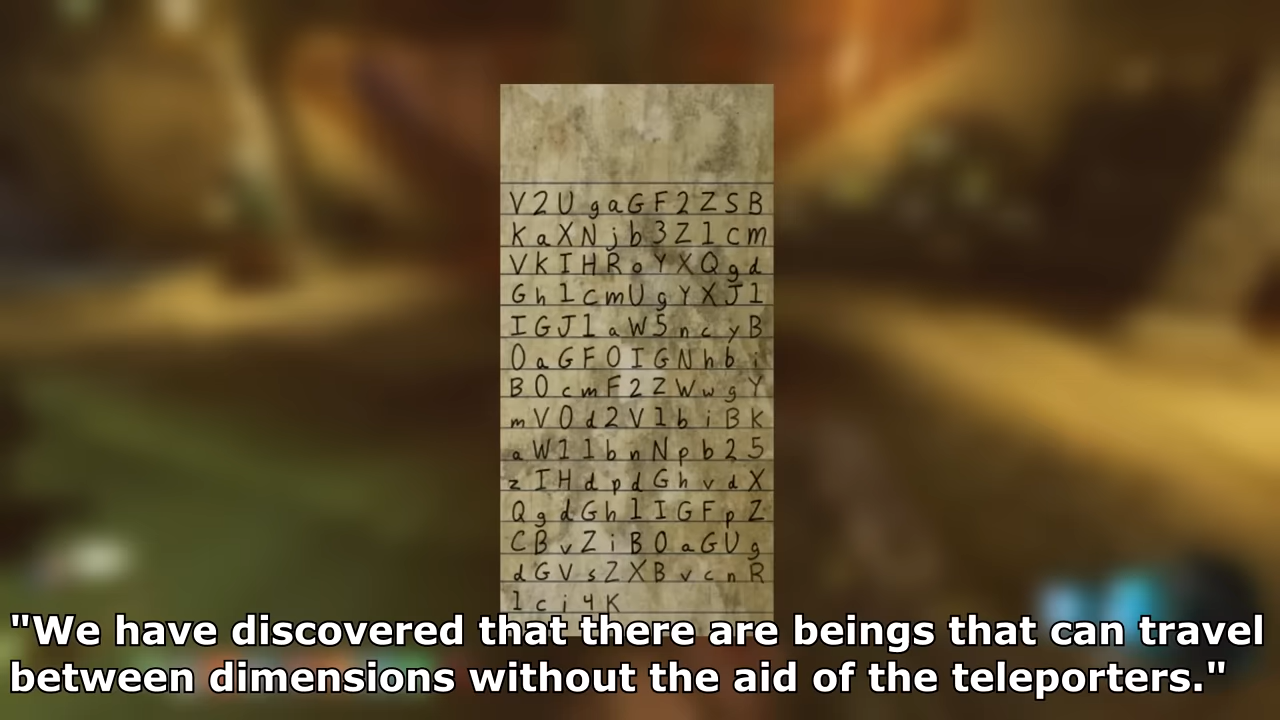 V2UgaGF2ZSB
KaXNjb3Z1cm
VkIHRoYXQgd
Gh1cmUgYXJ1
IGJ1aW5ncyB
0aGF0IGNhbi
B0cmF2ZWwgY
mV0d2V1biBK
aW11bnNpb25
zIHdpdGhvdX
QgdGh1IGFpZ
CBvZiB0aGUg
dGVsZXBvcnR
1ci4K
"We have discovered that there are beings that can travel
between dimensions without the aid of the teleporters."